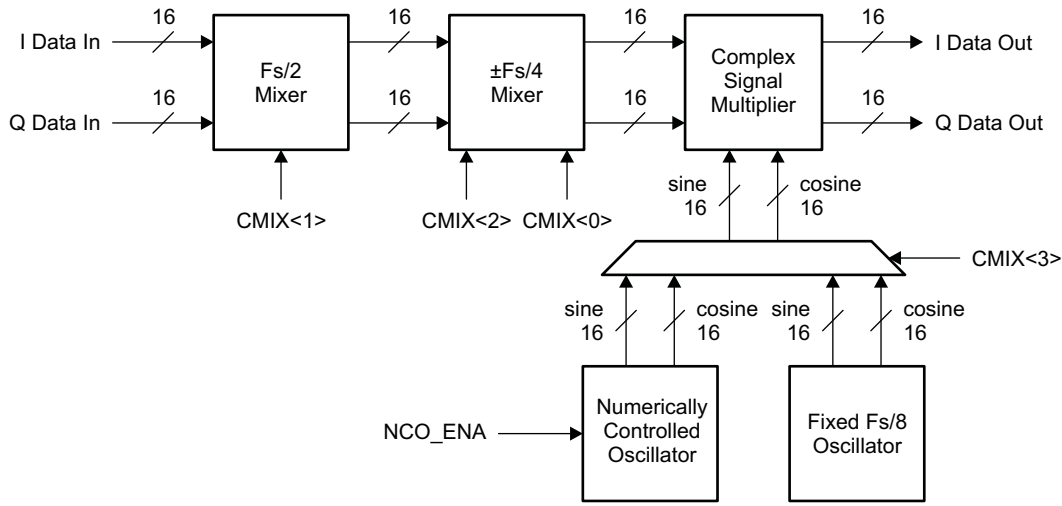 16
16
16
16
I Data In
I Data Out
Fs/2
Mixer
±Fs/4
Mixer
Complex
Signal
Multiplier
16
16
16
16
Q Data In
Q Data Out
sine
16
cosine
16
CMIX<1>
CMIX<2>
CMIX<0>
CMIX<3>
sine
16
cosine
16
sine
16
cosine
16
NCO_ENA
Numerically
Controlled
Oscillator
Fixed Fs/8
Oscillator